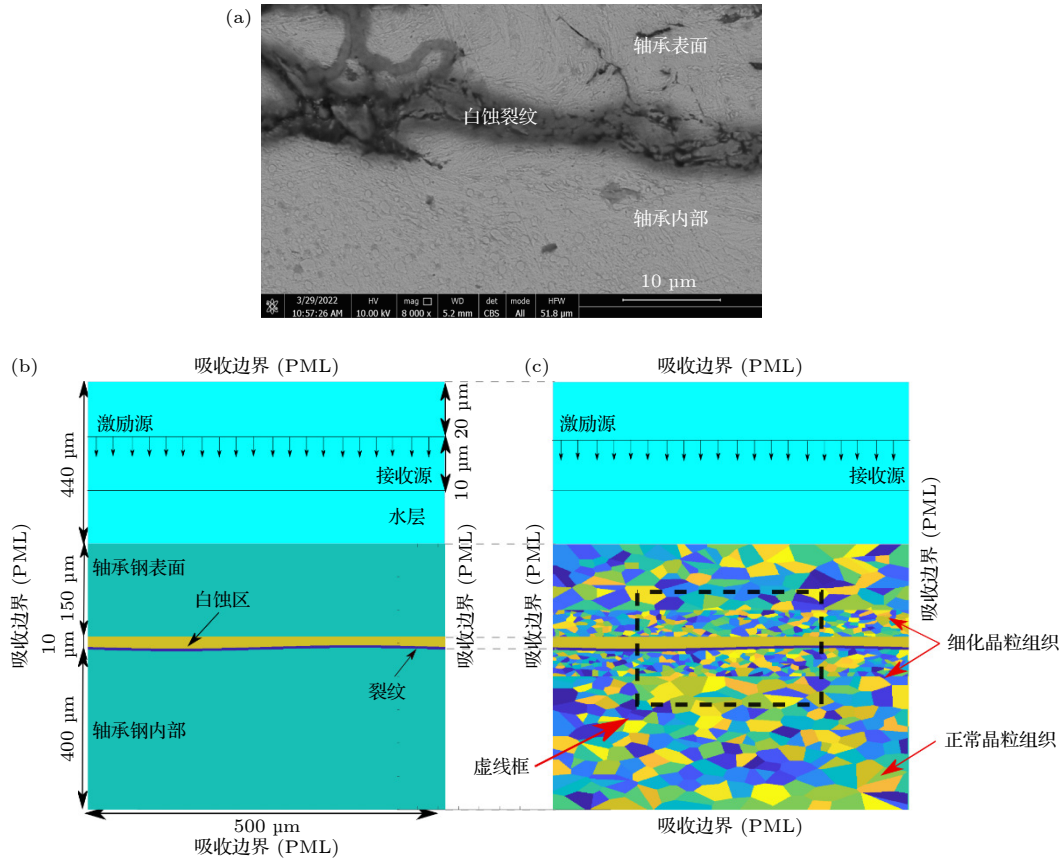 (a)
轴承表面
白蚀裂纹
轴承内部
10 µm
3/29/2022 HV mag WD det mode HFW
10:57:26 AM 10.00 kV 8 000 x 5.2 mm CBS All 51.8 µm
(b) 吸收边界 (PML)
激励源
接收源
水层
20 µm
10 µm
440 µm
150 µm
10 µm
400 µm
吸收边界 (PML)
吸收边界 (PML)
轴承钢表面
白蚀区
裂纹
轴承钢内部
500 µm
吸收边界 (PML)
(c) 吸收边界 (PML)
激励源
接收源
吸收边界 (PML)
吸收边界 (PML)
细化晶粒组织
正常晶粒组织
虚线框
吸收边界 (PML)